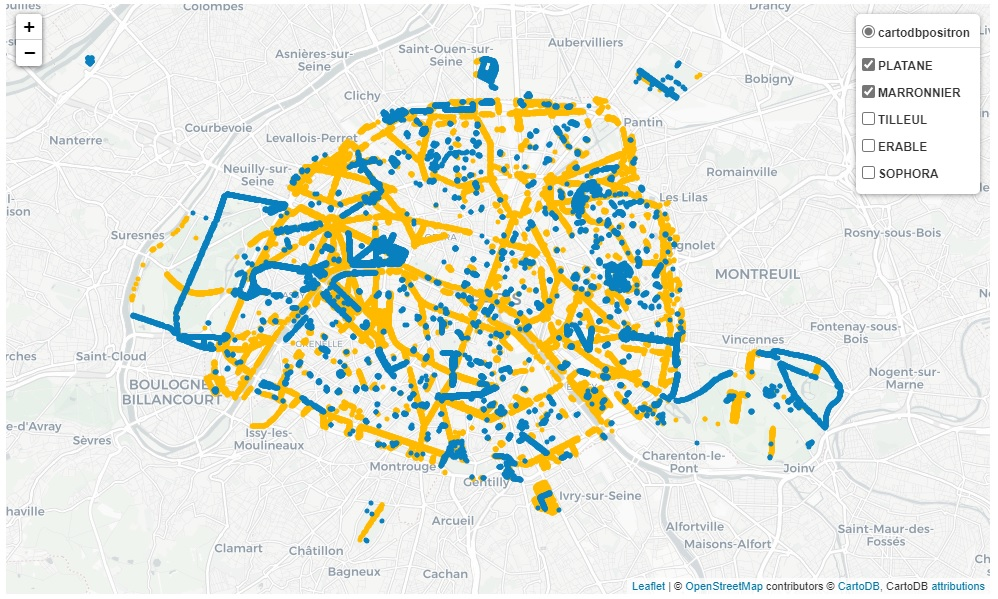 Colombes
Drancy
+
−
Asnières-sur-
Seine
Saint-Ouen-sur-
Seine
Aubervilliers
cartodbpositron
PLATANE
MARRONNIER
TILLEUL
ERABLE
SOPHORA
Bobigny
Clichy
Nanterre
Courbevoie
Levallois-Perret
Pantin
Neuilly-sur-
Seine
Romainville
Les Lilas
Suresnes
Rosny-sous-Bois
MONTREUIL
Fontenay-sous-
Bois
Vincennes
Saint-Cloud
Nogent-sur-
Marne
BOULOGNE
BILLANCOURT
e-d'Avray
Sèvres
Issy-les-
Moulineaux
Montrouge
Gentilly
Ivry-sur-Seine
Charenton-le-
Pont
Joinv
Arcueil
Alfortville
Saint-Maur-des-
Fossés
Clamart
Châtillon
Maisons-Alfort
Bagneux
Cachan
Leaflet | © OpenStreetMap contributors © CartoDB, CartoDB attributions